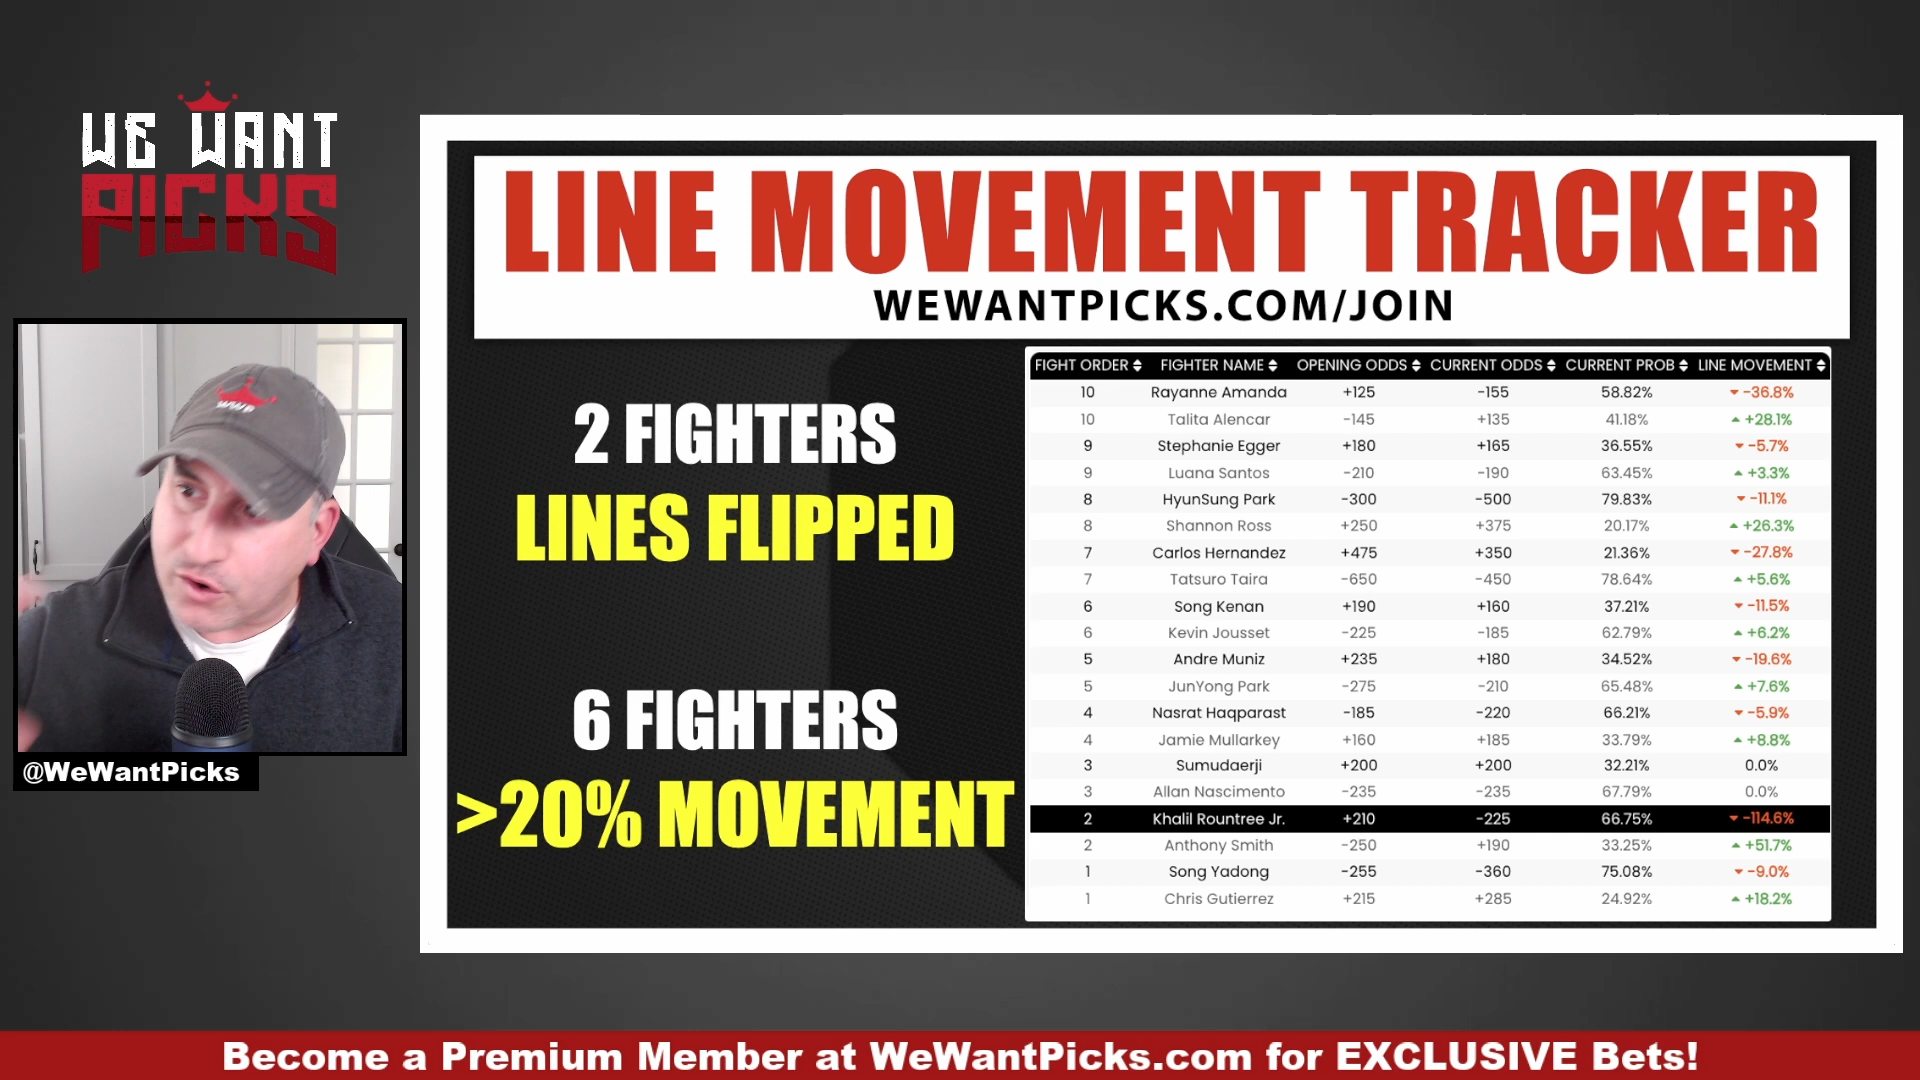 WE WANT
PICKS
@WeWantPicks
LINE MOVEMENT TRACKER
WEWANTPICKS.COM/JOIN
2 FIGHTERS
LINES FLIPPED
6 FIGHTERS
>20% MOVEMENT
FIGHT ORDER FIGHTER NAME OPENING ODDS CURRENT ODDS CURRENT PROB LINE MOVEMENT
10 Rayanne Amanda +125 -155 58.82% -36.8%
10 Talita Alencar -145 +135 41.18% +28.1%
9 Stephanie Egger +180 +165 36.55% -5.7%
9 Luana Santos -210 -190 63.45% +3.3%
8 HyunSung Park -300 -500 79.83% -11.1%
8 Shannon Ross +250 +375 20.17% +26.3%
7 Carlos Hernandez +475 +350 21.36% -27.8%
7 Tatsuro Taira -650 -450 78.64% +5.6%
6 Song Kenan +190 +160 37.21% -11.5%
6 Kevin Jousset -225 -185 62.79% +6.2%
5 Andre Muniz +235 +180 34.52% -19.6%
5 JunYong Park -275 -210 65.48% +7.6%
4 Nasrat Haqparast -185 -220 66.21% -5.9%
4 Jamie Mullarkey +160 +185 33.79% +8.8%
3 Sumudaerji +200 +200 32.21% 0.0%
3 Allan Nascimento -235 -235 67.79% 0.0%
2 Khalil Rountree Jr. +210 -225 66.75% -114.6%
2 Anthony Smith -250 +190 33.25% +51.7%
1 Song Yadong -255 -360 75.08% -9.0%
1 Chris Gutierrez +215 +285 24.92% +18.2%
Become a Premium Member at WeWantPicks.com for EXCLUSIVE Bets!